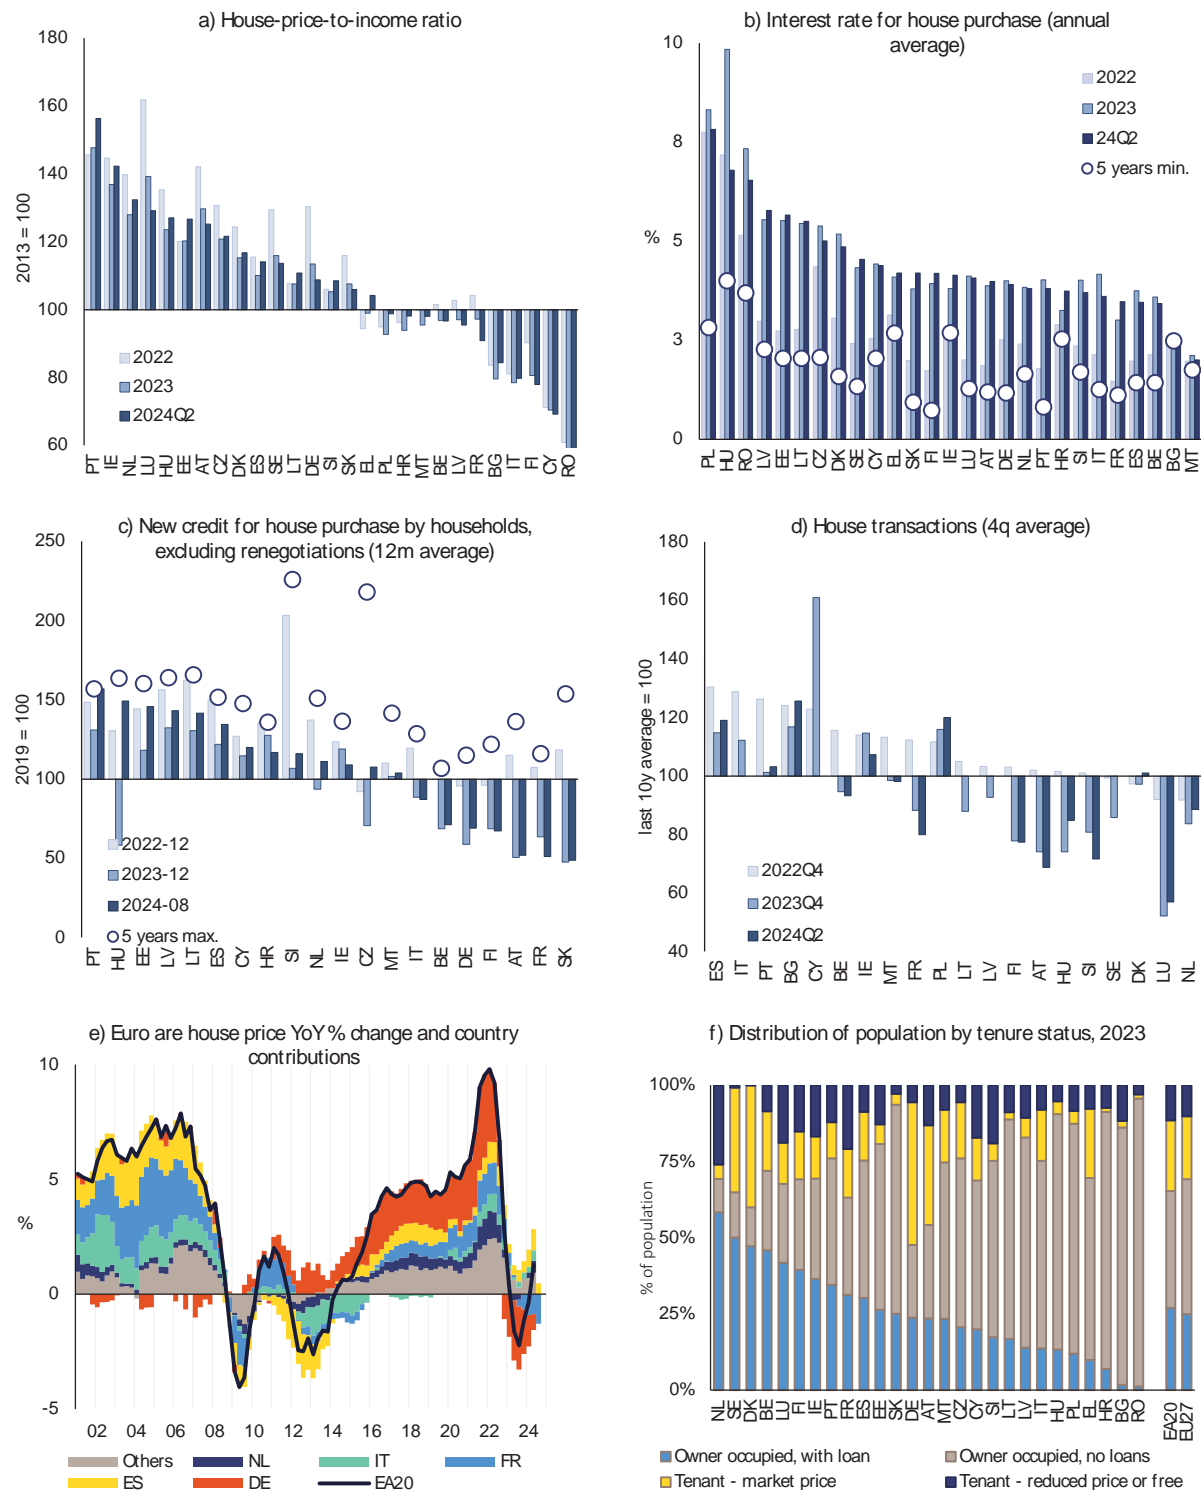 a) House-price-to-income ratio
180
160
140
120
100
80
60
2013 = 100
2022
2023
2024Q2
PT IE NL LU HU EE AT CZ DK ES SE LT DE SI SK EL PL HR MT BE LV FR BG IT FI CY RO
b) Interest rate for house purchase (annual
average)
10
8
5
3
0
%
2022
2023
24Q2
5 years min.
PL HU RO LV EE LT CZ DK SE CY EL SK FI IE LU AT DE NL PT HR SI IT FR ES BE BG MT
c) New credit for house purchase by households,
excluding renegotiations (12m average)
250
200
150
100
50
0
2019 = 100
2022-12
2023-12
2024-08
5 years max.
PT HU EE LV LT ES CY HR SI NL IE CZ MT IT BE DE FI AT FR SK
d) House transactions (4q average)
180
160
140
120
100
80
60
40
last 10y average = 100
2022Q4
2023Q4
2024Q2
ES IT PT BG CY BE IE MT FR PL LT LV FI AT HU SI SE DK LU NL
e) Euro are house price YoY % change and country
contributions
10
5
0
-5
%
02 04 06 08 10 12 14 16 18 20 22 24
Others NL IT FR
ES DE EA20
f) Distribution of population by tenure status, 2023
100%
75%
50%
25%
0%
% of population
NL SE DK BE LU FI IE PT FR ES EE SK DE AT MT CZ CY SI LT LV IT HU PL EL HR BG RO EA20 EU27
Owner occupied, with loan Owner occupied, no loans
Tenant - market price Tenant - reduced price or free